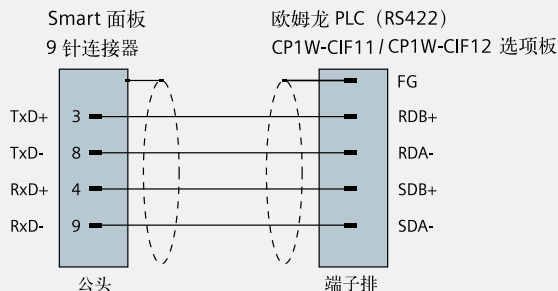 Smart 面板
9 针连接器
欧姆龙 PLC（RS422）
CP1W-CIF11 / CP1W-CIF12 选项板
FG
TxD+ 3 RDB+
TxD- 8 RDA-
RxD+ 4 SDB+
RxD- 9 SDA-
公头 端子排